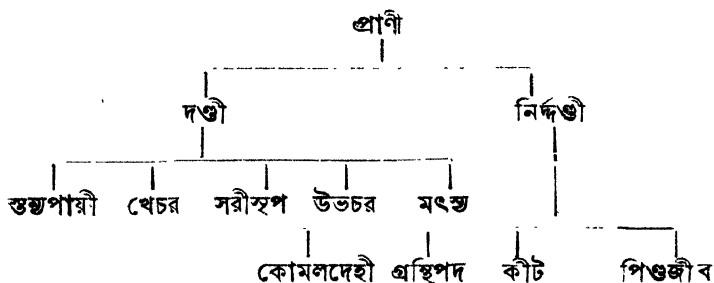 প্রাণী
দণ্ডী নির্দ্দণ্ডী
স্তন্যপায়ী খেচর সরীসৃপ উভচর মৎস্য
কোমলদেহী গ্রন্থিপদ কীট পিণ্ডজীব